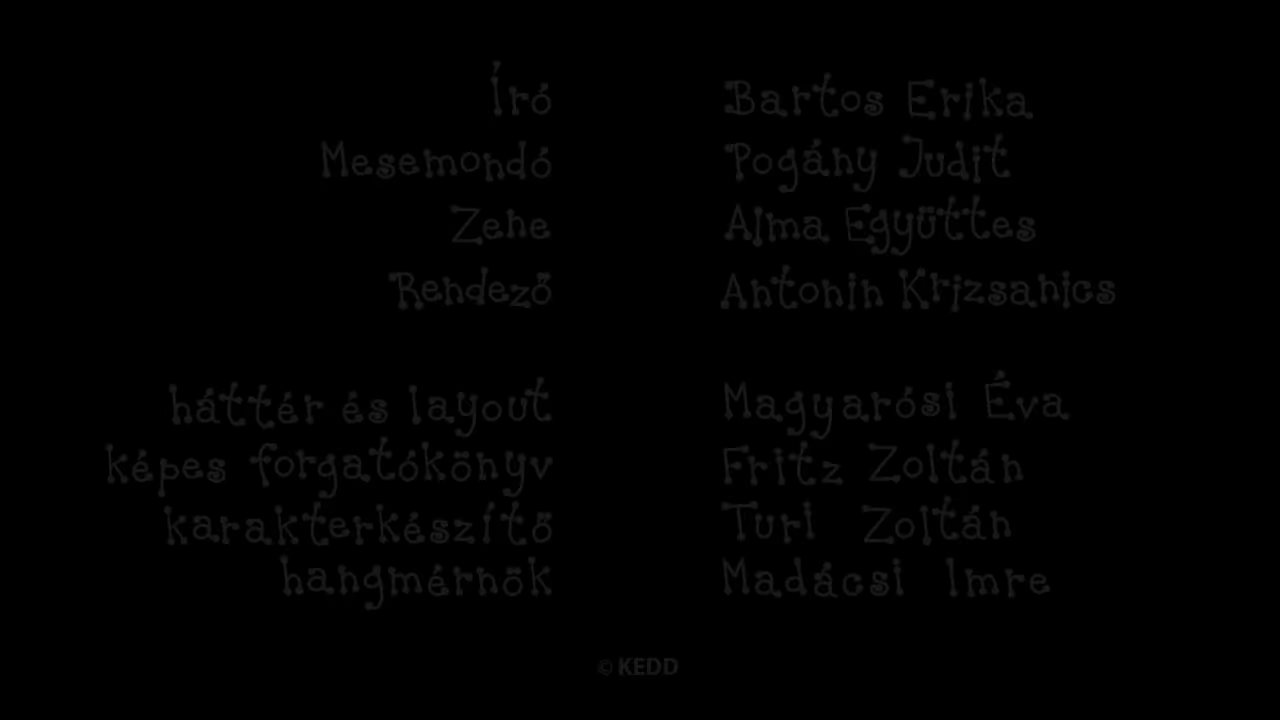 Író Bartos Erika
Mesemondó Pogány Judit
Zene Alma Együttes
Rendező Antonin Krizsanics
háttér és layout Magyarósi Éva
képes forgatókönyv Fritz Zoltán
karakterkészítő Turi Zoltán
hangmérnök Madácsi Imre
© KEDD